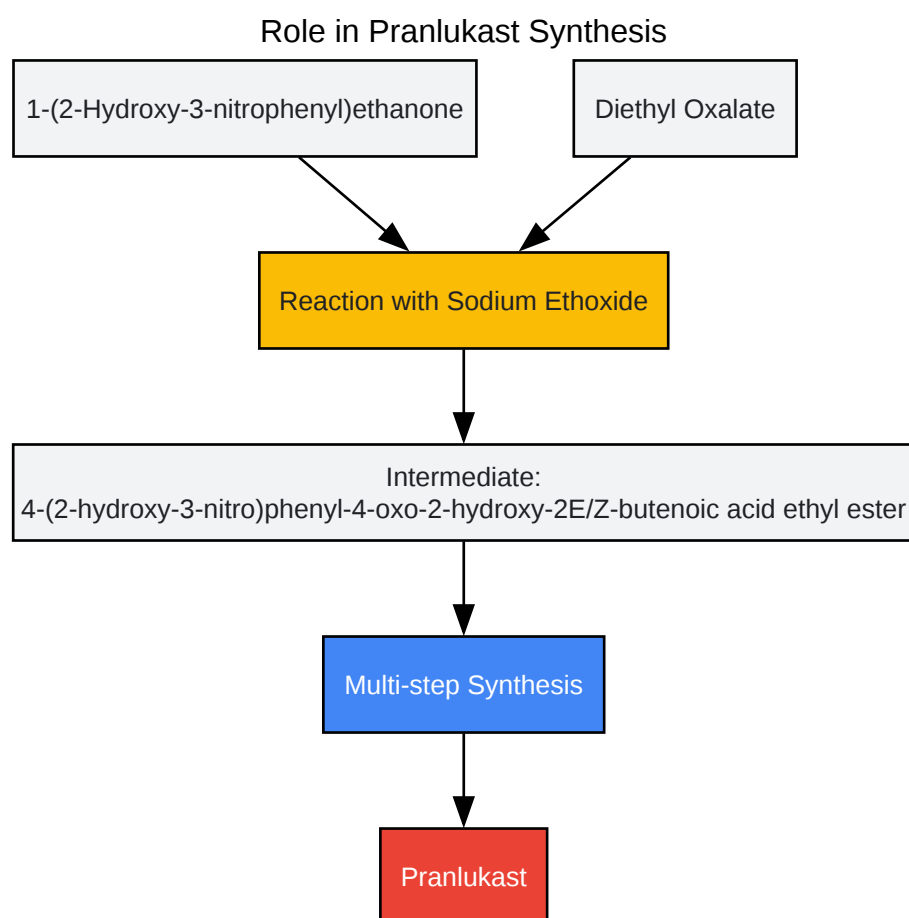 Role in Pranlukast Synthesis
1-(2-Hydroxy-3-nitrophenyl)ethanone
Diethyl Oxalate
Reaction with Sodium Ethoxide
Intermediate:
4-(2-hydroxy-3-nitro)phenyl-4-oxo-2-hydroxy-2E/Z-butenoic acid ethyl ester
Multi-step Synthesis
Pranlukast